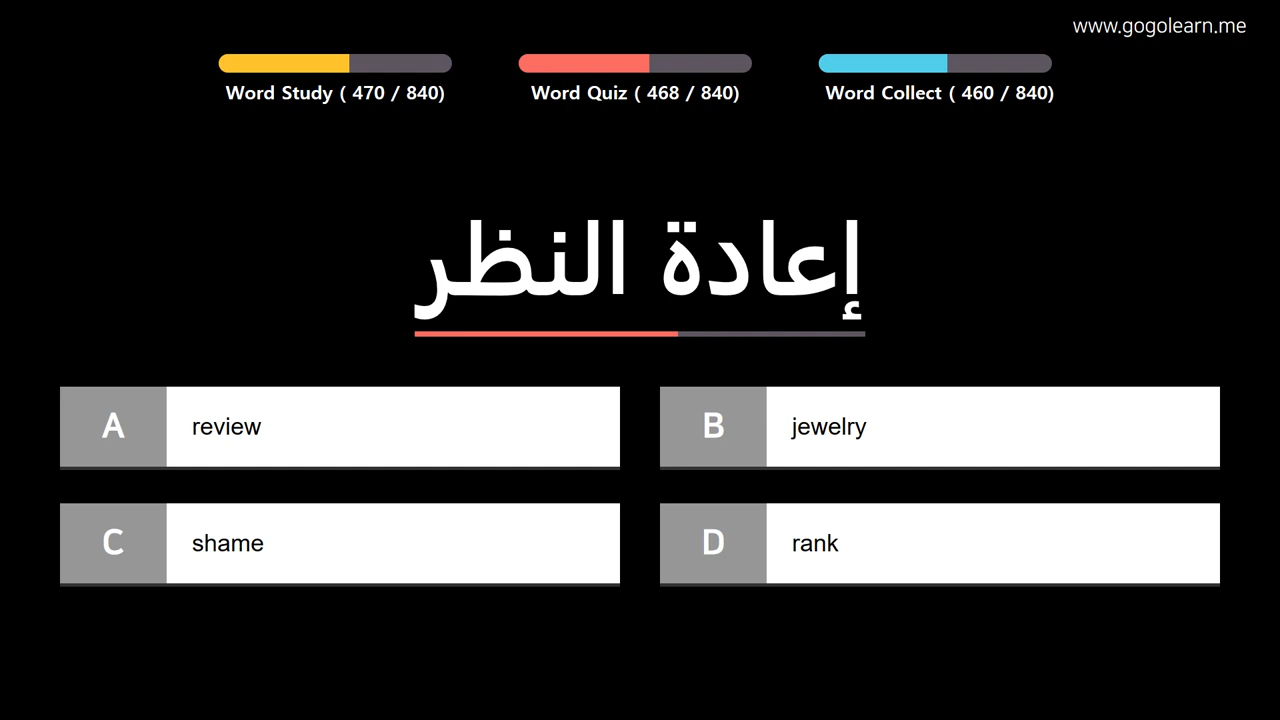 www.gogolearn.me
Word Study ( 470 / 840)
Word Quiz ( 468 / 840)
Word Collect ( 460 / 840)
إعادة النظر
A review
B jewelry
C shame
D rank